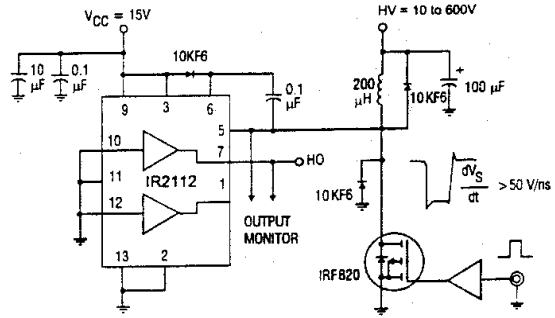 V_CC = 15V
HV = 10 to 600V
10
µF
0.1
µF
10KF6
0.1
µF
200
µH
10KF6
+
100 µF
9
3
6
5
7
1
10
11
12
13
2
IR2112
HO
OUTPUT
MONITOR
10KF6
dV_S
dt
> 50 V/ns
IRF820